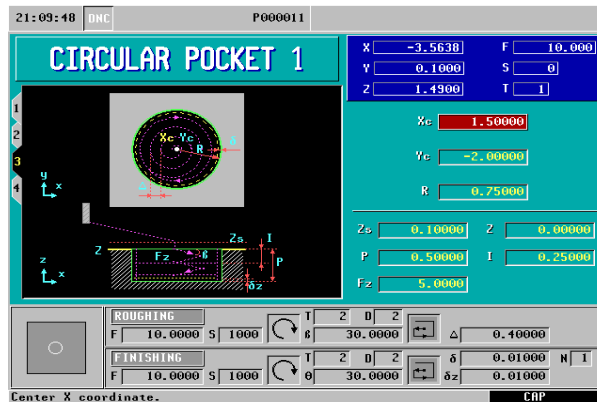 21:09:48 DNC P000011
CIRCULAR POCKET 1
X -3.5638 F 10.000
Y 0.1000 S 0
Z 1.4900 T 1
1
2
3
4
Xc Yc
R δ
Δ
y
x
Xc 1.50000
Yc -2.00000
R 0.75000
Zs I
Z Fz ß P
z
x
δz
Zs 0.10000 Z 0.00000
P 0.50000 I 0.25000
Fz 5.0000
ROUGHING T 2 D 2
F 10.0000 S 1000 ß 30.0000 Δ 0.40000
FINISHING T 2 D 2 δ 0.01000 N 1
F 10.0000 S 1000 θ 30.0000 δz 0.01000
Center X coordinate. CAP